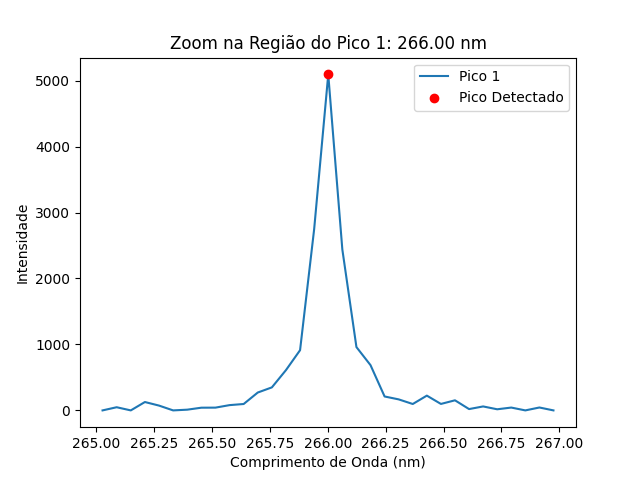 Zoom na Região do Pico 1: 266.00 nm
Pico 1
Pico Detectado
Intensidade
5000
4000
3000
2000
1000
0
265.00 265.25 265.50 265.75 266.00 266.25 266.50 266.75 267.00
Comprimento de Onda (nm)